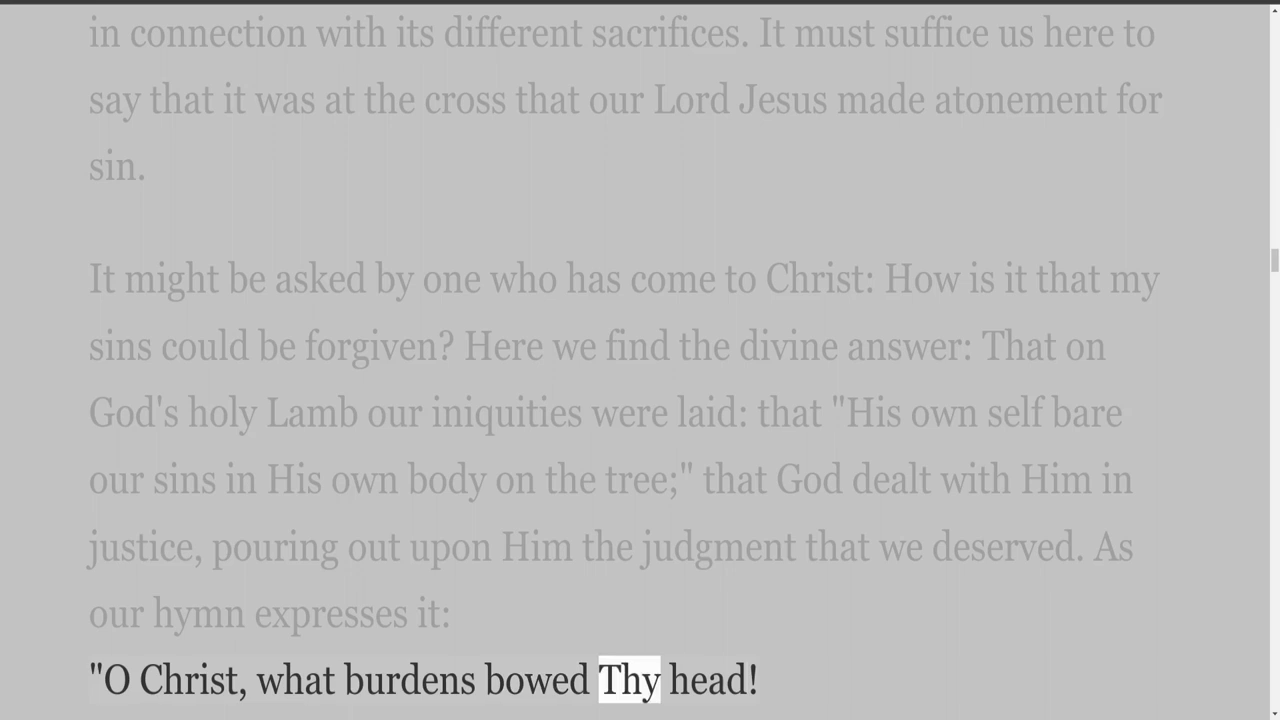 in connection with its different sacrifices. It must suffice us here to
say that it was at the cross that our Lord Jesus made atonement for
sin.
It might be asked by one who has come to Christ: How is it that my
sins could be forgiven? Here we find the divine answer: That on
God's holy Lamb our iniquities were laid: that "His own self bare
our sins in His own body on the tree;" that God dealt with Him in
justice, pouring out upon Him the judgment that we deserved. As
our hymn expresses it:
"O Christ, what burdens bowed Thy head!